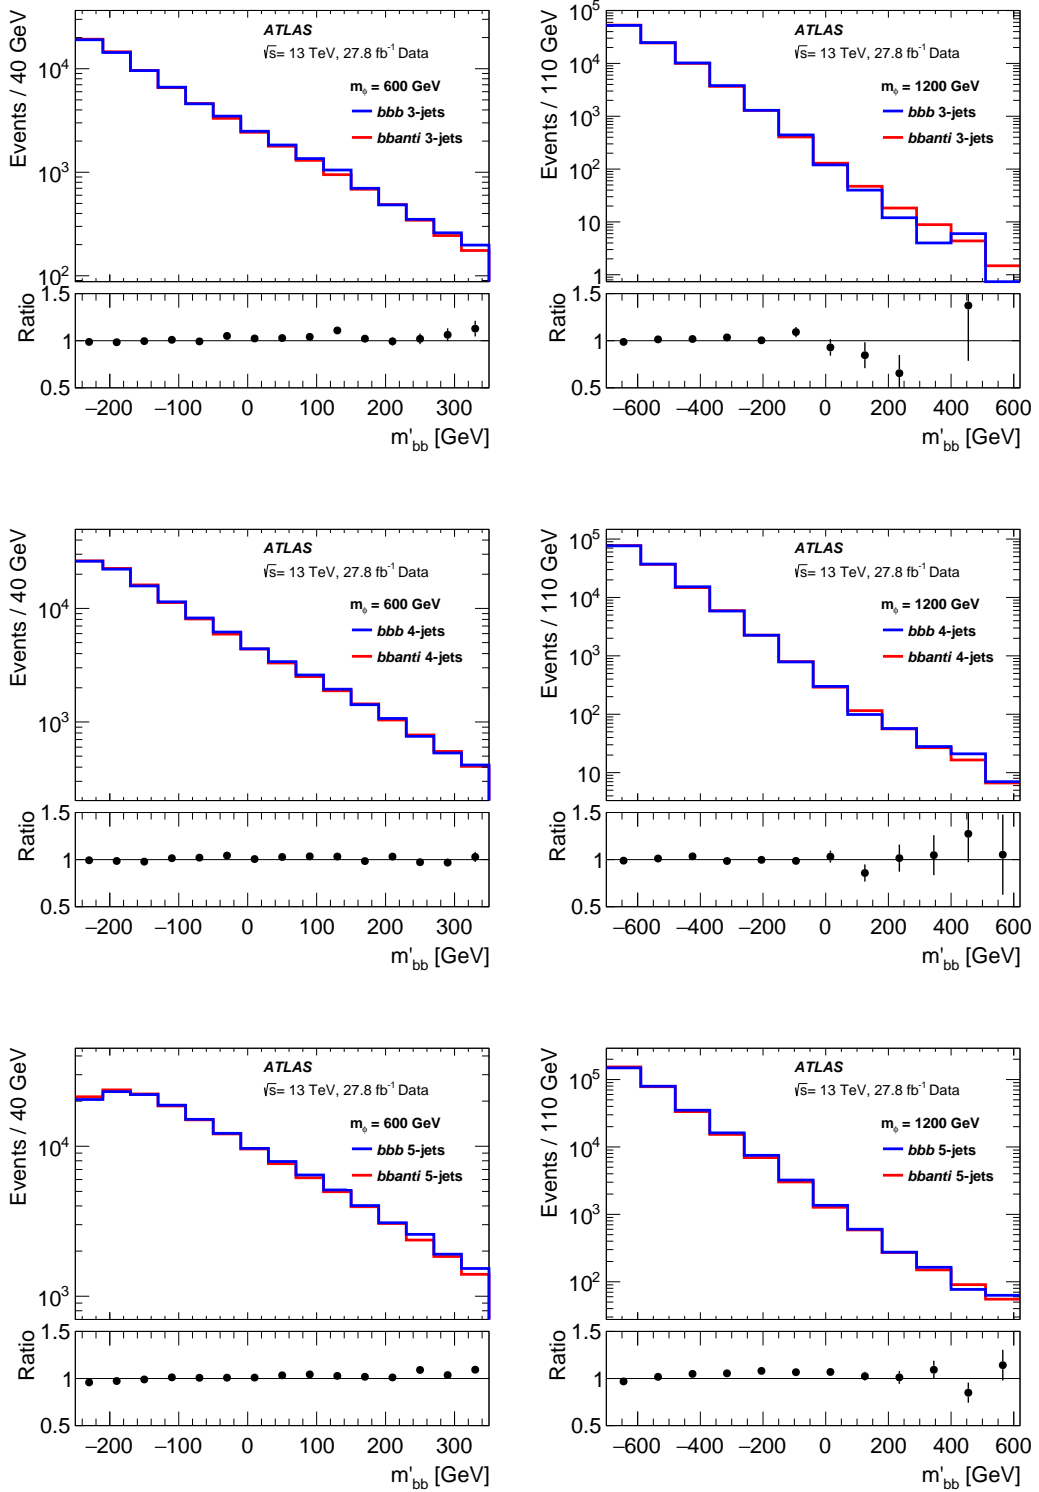 Events / 40 GeV
ATLAS
√s= 13 TeV, 27.8 fb⁻¹ Data
m_ϕ = 600 GeV
bbb 3-jets
bbanti 3-jets
10⁴
10³
10²
Ratio
1.5
1
0.5
−200 −100 0 100 200 300
m'_bb [GeV]
Events / 110 GeV
ATLAS
√s= 13 TeV, 27.8 fb⁻¹ Data
m_ϕ = 1200 GeV
bbb 3-jets
bbanti 3-jets
10⁵
10⁴
10³
10²
10
1
Ratio
1.5
1
0.5
−600 −400 −200 0 200 400 600
m'_bb [GeV]
Events / 40 GeV
ATLAS
√s= 13 TeV, 27.8 fb⁻¹ Data
m_ϕ = 600 GeV
bbb 4-jets
bbanti 4-jets
10⁴
10³
Ratio
1.5
1
0.5
−200 −100 0 100 200 300
m'_bb [GeV]
Events / 110 GeV
ATLAS
√s= 13 TeV, 27.8 fb⁻¹ Data
m_ϕ = 1200 GeV
bbb 4-jets
bbanti 4-jets
10⁵
10⁴
10³
10²
10
Ratio
1.5
1
0.5
−600 −400 −200 0 200 400 600
m'_bb [GeV]
Events / 40 GeV
ATLAS
√s= 13 TeV, 27.8 fb⁻¹ Data
m_ϕ = 600 GeV
bbb 5-jets
bbanti 5-jets
10⁴
10³
Ratio
1.5
1
0.5
−200 −100 0 100 200 300
m'_bb [GeV]
Events / 110 GeV
ATLAS
√s= 13 TeV, 27.8 fb⁻¹ Data
m_ϕ = 1200 GeV
bbb 5-jets
bbanti 5-jets
10⁵
10⁴
10³
10²
Ratio
1.5
1
0.5
−600 −400 −200 0 200 400 600
m'_bb [GeV]